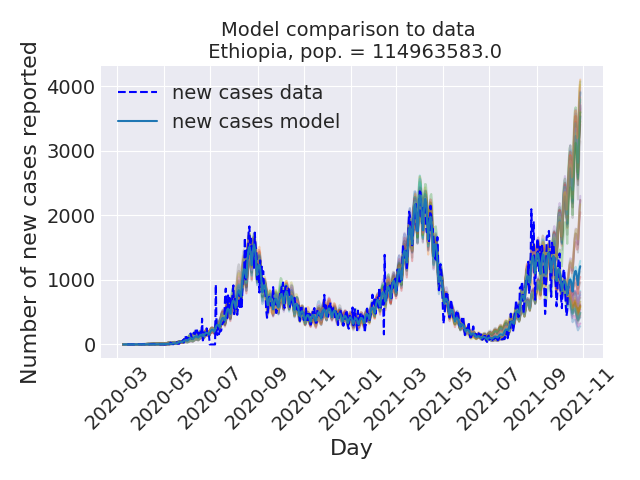 Model comparison to data
Ethiopia, pop. = 114963583.0
Number of new cases reported
4000
3000
2000
1000
0
new cases data
new cases model
2020-03
2020-05
2020-07
2020-09
2020-11
2021-01
2021-03
2021-05
2021-07
2021-09
2021-11
Day